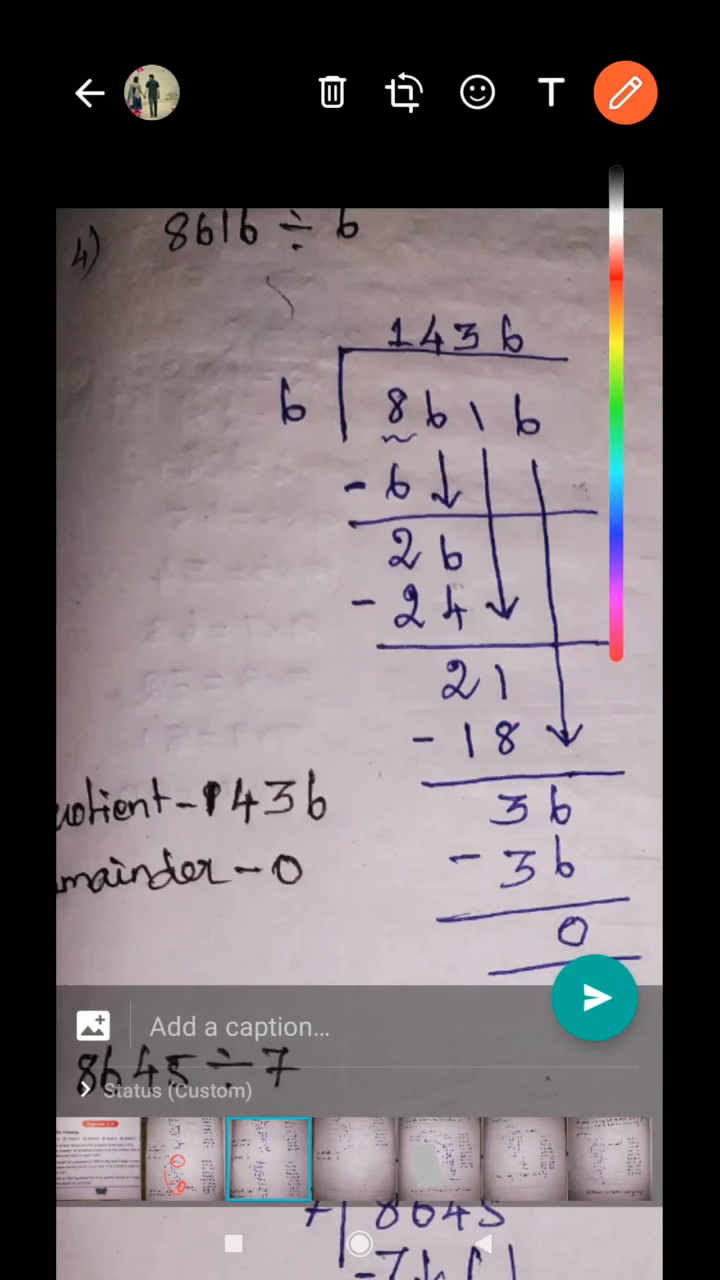 T
4) 8616 ÷ 6
1436
6 8616
- 6
26
- 24
21
- 18
36
- 36
0
uotient - 1436
mainder - 0
Add a caption...
8645 ÷ 7
Status (Custom)
7 8645